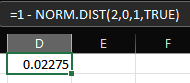 =1 - NORM.DIST(2,0,1,TRUE)
D E F
0.02275